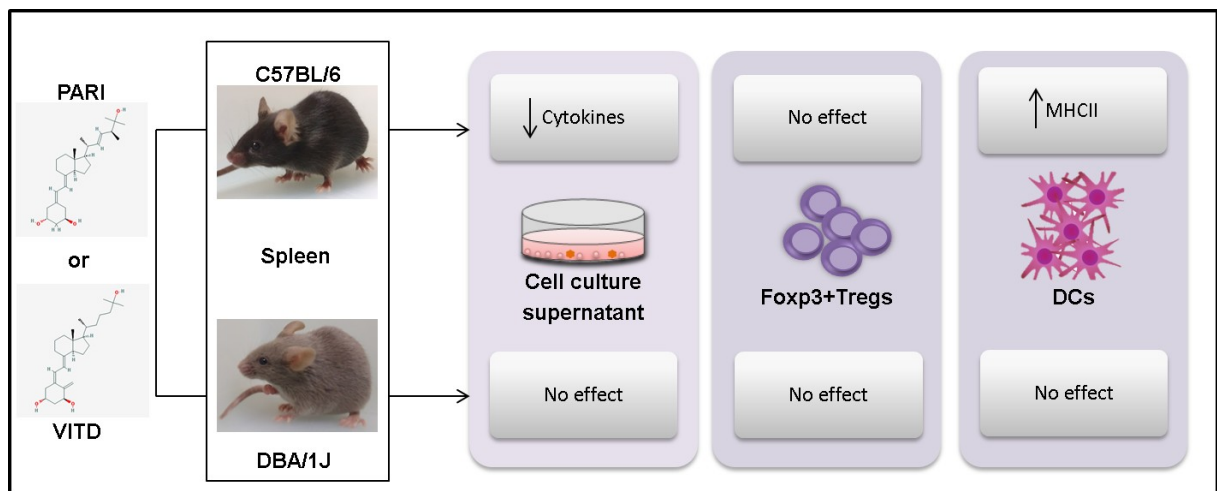 PARI
or
VITD
C57BL/6
Spleen
DBA/1J
↓ Cytokines
Cell culture
supernatant
No effect
No effect
Foxp3+Tregs
No effect
↑ MHCII
DCs
No effect